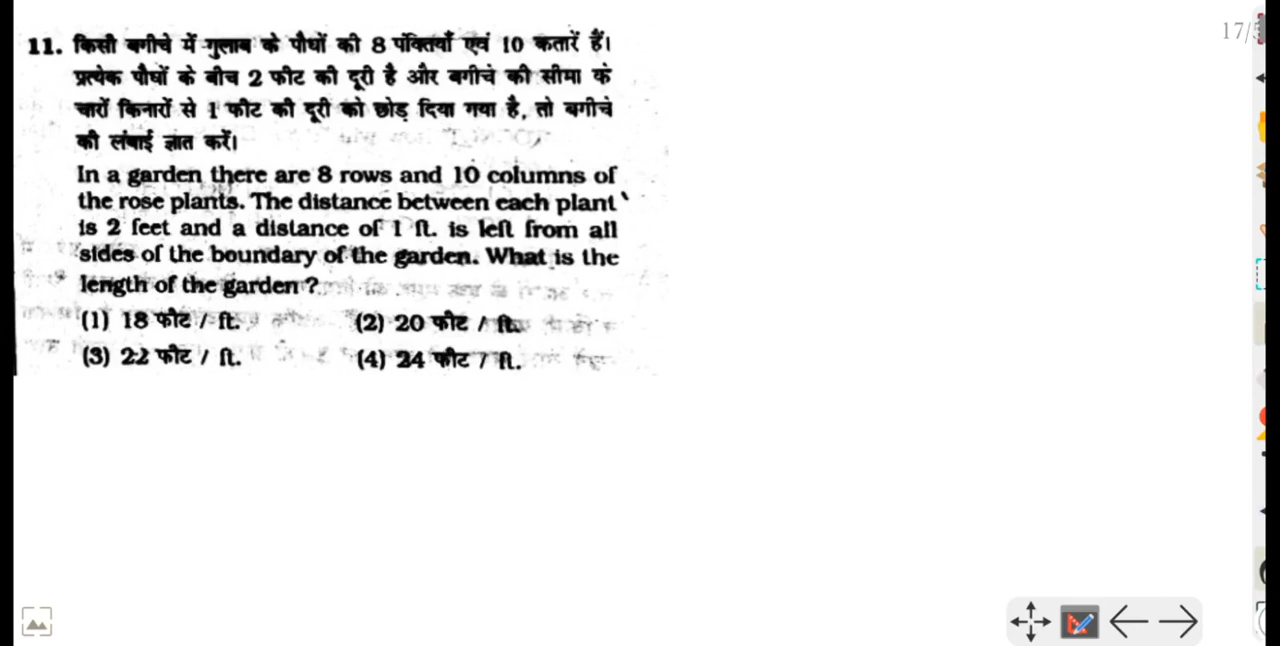 17/
11. किसी बगीचे में गुलाब के पौधों की 8 पंक्तियाँ एवं 10 कतारें हैं।
प्रत्येक पौधों के बीच 2 फीट की दूरी है और बगीचे की सीमा के
चारों किनारों से 1 फीट की दूरी को छोड़ दिया गया है, तो बगीचे
की लंबाई ज्ञात करें।
In a garden there are 8 rows and 10 columns of
the rose plants. The distance between each plant
is 2 feet and a distance of 1 ft. is left from all
sides of the boundary of the garden. What is the
length of the garden ?
(1) 18 फीट / ft. (2) 20 फीट / ft.
(3) 22 फीट / ft. (4) 24 फीट / ft.